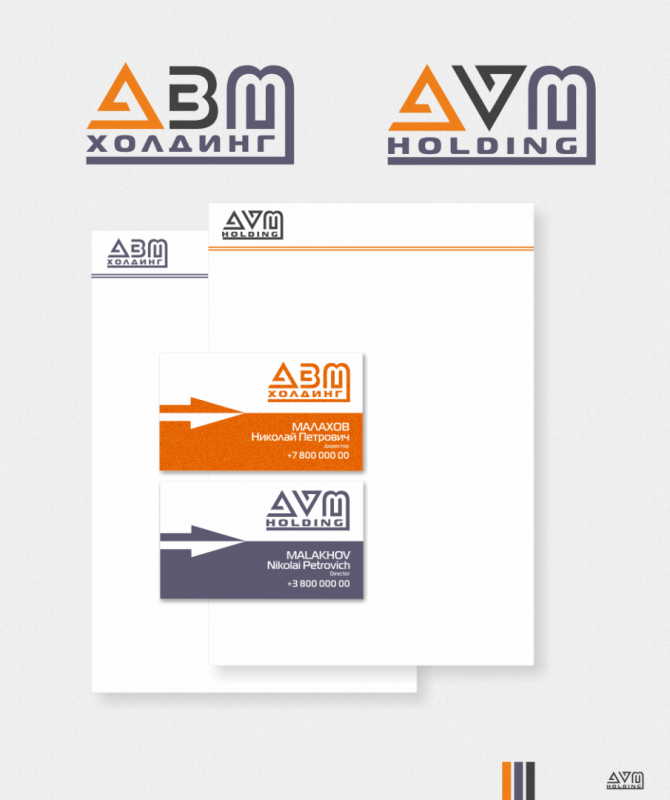 АВМ
ХОЛДИНГ
AVM
HOLDING
АВМ
ХОЛДИНГ
AVM
HOLDING
АВМ
ХОЛДИНГ
МАЛАХОВ
Николай Петрович
Директор
+7 800 000 00
AVM
HOLDING
MALAKHOV
Nikolai Petrovich
Director
+3 800 000 00
AVM
HOLDING